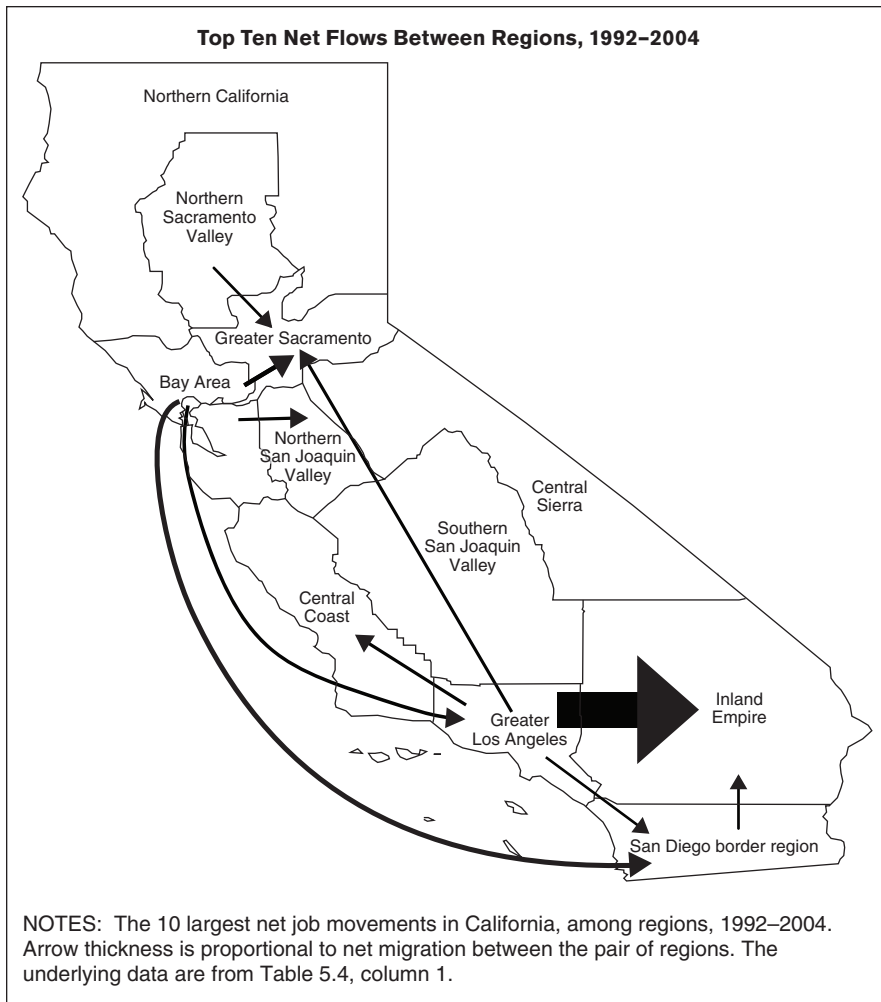 Top Ten Net Flows Between Regions, 1992–2004
Northern California
Northern
Sacramento
Valley
Greater Sacramento
Bay Area
Northern
San Joaquin
Valley
Central
Sierra
Southern
San Joaquin
Valley
Central
Coast
Inland
Empire
Greater
Los Angeles
San Diego border region
NOTES: The 10 largest net job movements in California, among regions, 1992–2004.
Arrow thickness is proportional to net migration between the pair of regions. The
underlying data are from Table 5.4, column 1.